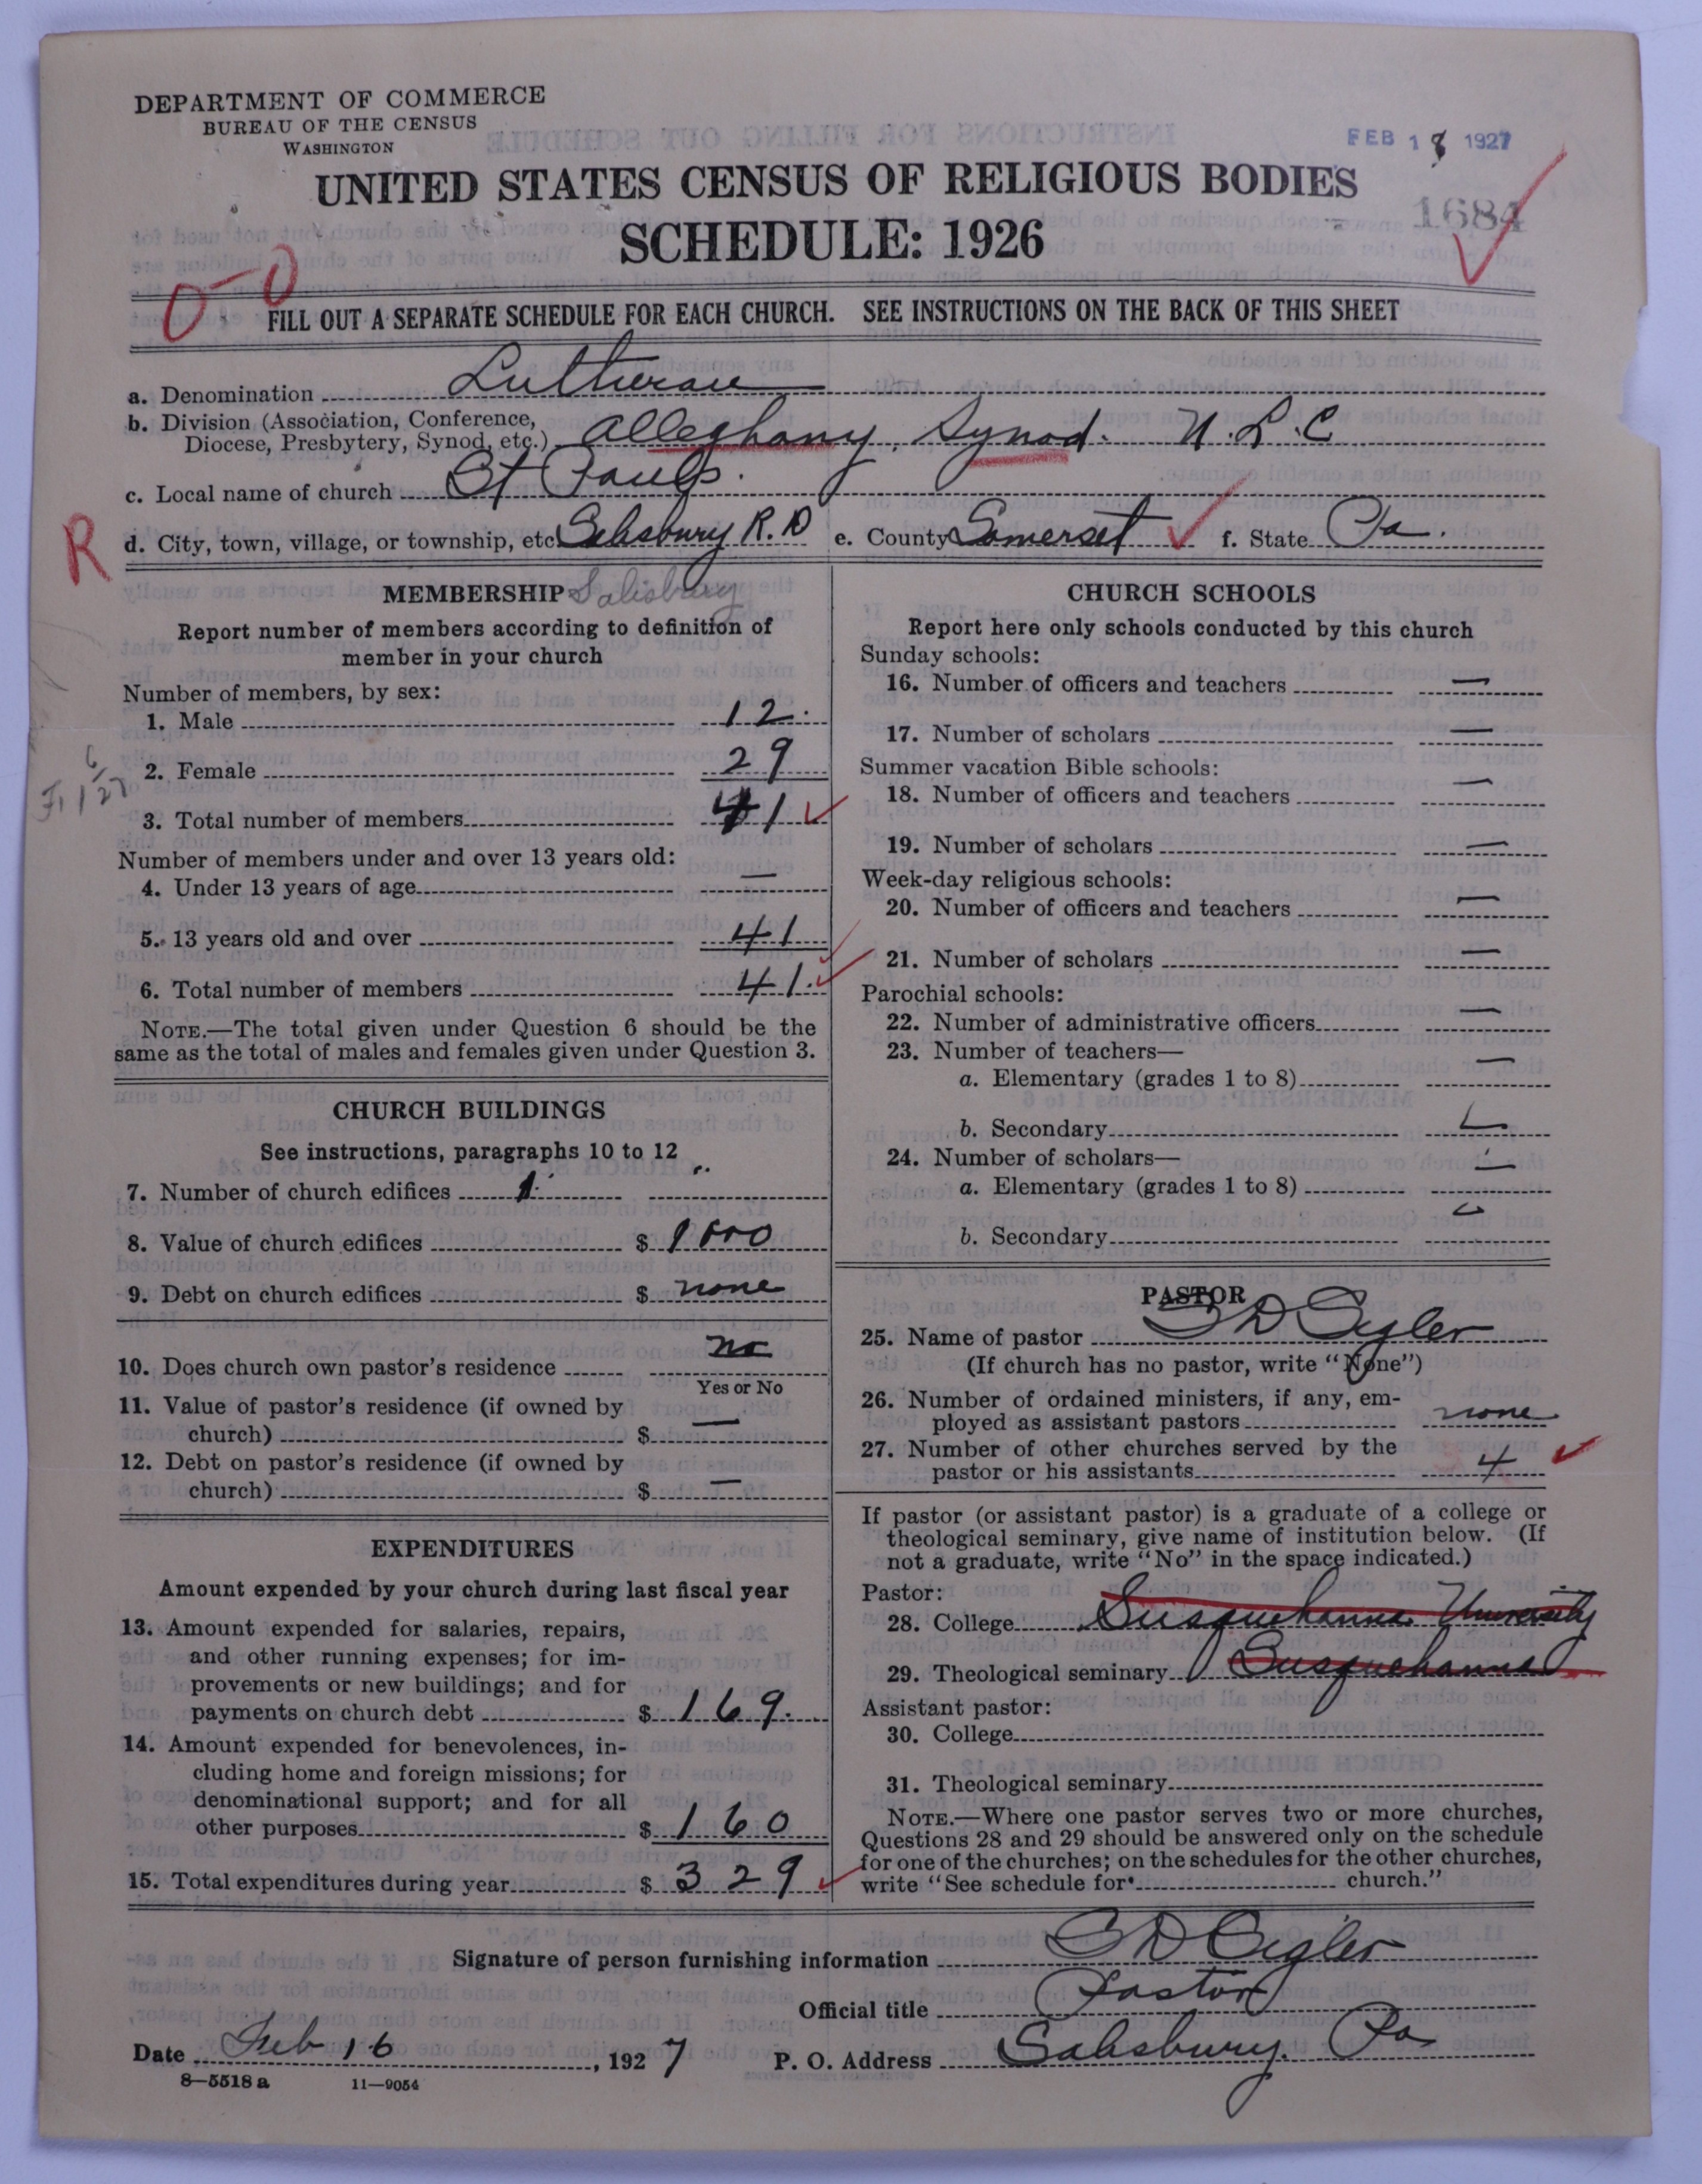 DEPARTMENT OF COMMERCE
BUREAU OF THE CENSUS
WASHINGTON
FEB 18 1927
UNITED STATES CENSUS OF RELIGIOUS BODIES
1684
SCHEDULE: 1926
FILL OUT A SEPARATE SCHEDULE FOR EACH CHURCH. SEE INSTRUCTIONS ON THE BACK OF THIS SHEET
a. Denomination Lutheran
b. Division (Association, Conference,
Diocese, Presbytery, Synod, etc.) Alleghany Synod. U.L.C
c. Local name of church St Pauls.
R
d. City, town, village, or township, etc Salisbury R.D e. County Somerset f. State Pa.
MEMBERSHIP Salisbury
Report number of members according to definition of
member in your church
Number of members, by sex:
1. Male 12
2. Female 29
3. Total number of members 41
Number of members under and over 13 years old:
4. Under 13 years of age —
5. 13 years old and over 41
6. Total number of members 41
NOTE.—The total given under Question 6 should be the
same as the total of males and females given under Question 3.
CHURCH BUILDINGS
See instructions, paragraphs 10 to 12
7. Number of church edifices 1
8. Value of church edifices $ 1000
9. Debt on church edifices $ none
10. Does church own pastor's residence no
Yes or No
11. Value of pastor's residence (if owned by
church) $ —
12. Debt on pastor's residence (if owned by
church) $ —
EXPENDITURES
Amount expended by your church during last fiscal year
13. Amount expended for salaries, repairs,
and other running expenses; for im-
provements or new buildings; and for
payments on church debt $ 169.
14. Amount expended for benevolences, in-
cluding home and foreign missions; for
denominational support; and for all
other purposes $ 160
15. Total expenditures during year $ 329
CHURCH SCHOOLS
Report here only schools conducted by this church
Sunday schools:
16. Number of officers and teachers —
17. Number of scholars —
Summer vacation Bible schools:
18. Number of officers and teachers —
19. Number of scholars —
Week-day religious schools:
20. Number of officers and teachers —
21. Number of scholars —
Parochial schools:
22. Number of administrative officers —
23. Number of teachers—
a. Elementary (grades 1 to 8) —
b. Secondary —
24. Number of scholars—
a. Elementary (grades 1 to 8) —
b. Secondary —
PASTOR
25. Name of pastor
(If church has no pastor, write "None")
26. Number of ordained ministers, if any, em-
ployed as assistant pastors none
27. Number of other churches served by the
pastor or his assistants 4
If pastor (or assistant pastor) is a graduate of a college or
theological seminary, give name of institution below. (If
not a graduate, write "No" in the space indicated.)
Pastor:
28. College Susquehanna University
29. Theological seminary Susquehanna
Assistant pastor:
30. College
31. Theological seminary
NOTE.—Where one pastor serves two or more churches,
Questions 28 and 29 should be answered only on the schedule
for one of the churches; on the schedules for the other churches,
write "See schedule for church."
Signature of person furnishing information
Official title Pastor
Date Feb 16, 1927 P. O. Address Salisbury. Pa
8—5518 a 11—9054